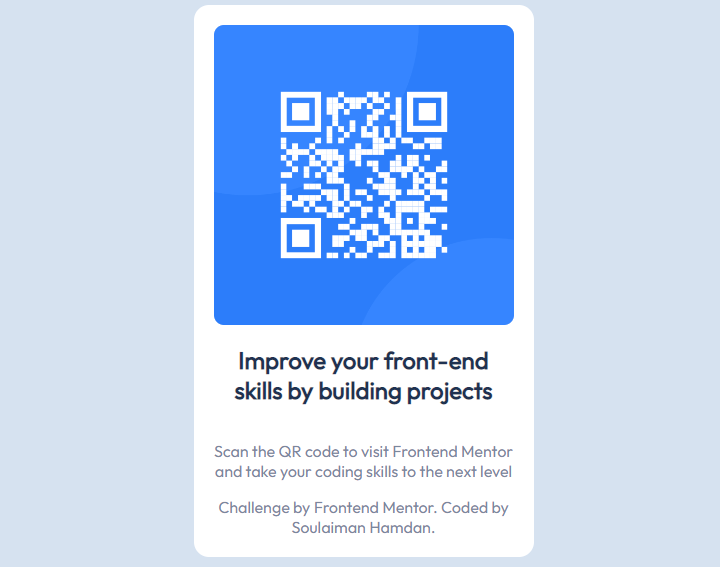 Improve your front-end
skills by building projects
Scan the QR code to visit Frontend Mentor
and take your coding skills to the next level
Challenge by Frontend Mentor. Coded by
Soulaiman Hamdan.